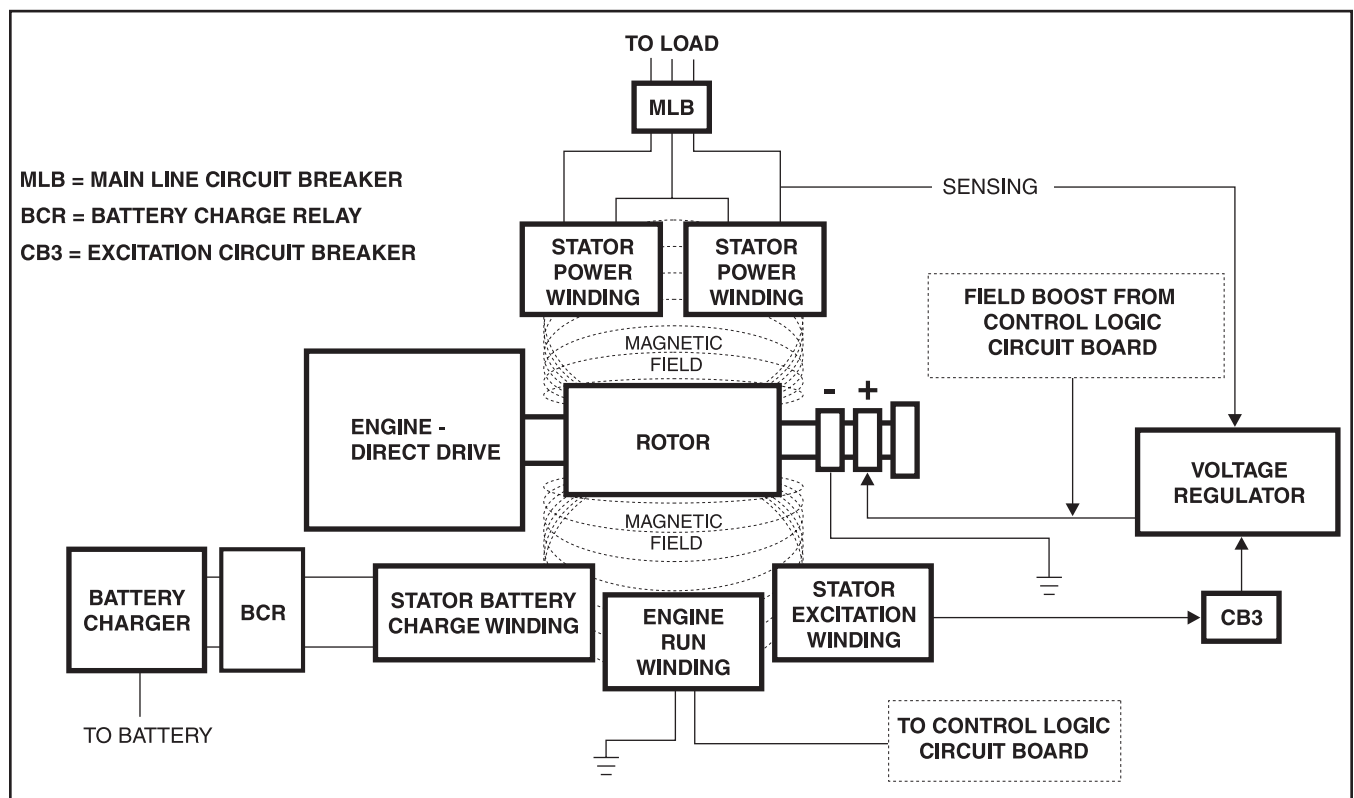 TO LOAD
MLB
MLB = MAIN LINE CIRCUIT BREAKER
BCR = BATTERY CHARGE RELAY
CB3 = EXCITATION CIRCUIT BREAKER
SENSING
STATOR
POWER
WINDING
STATOR
POWER
WINDING
FIELD BOOST FROM
CONTROL LOGIC
CIRCUIT BOARD
MAGNETIC
FIELD
ENGINE -
DIRECT DRIVE
ROTOR
- +
VOLTAGE
REGULATOR
MAGNETIC
FIELD
BATTERY
CHARGER
BCR
STATOR BATTERY
CHARGE WINDING
ENGINE
RUN
WINDING
STATOR
EXCITATION
WINDING
CB3
TO BATTERY
TO CONTROL LOGIC
CIRCUIT BOARD